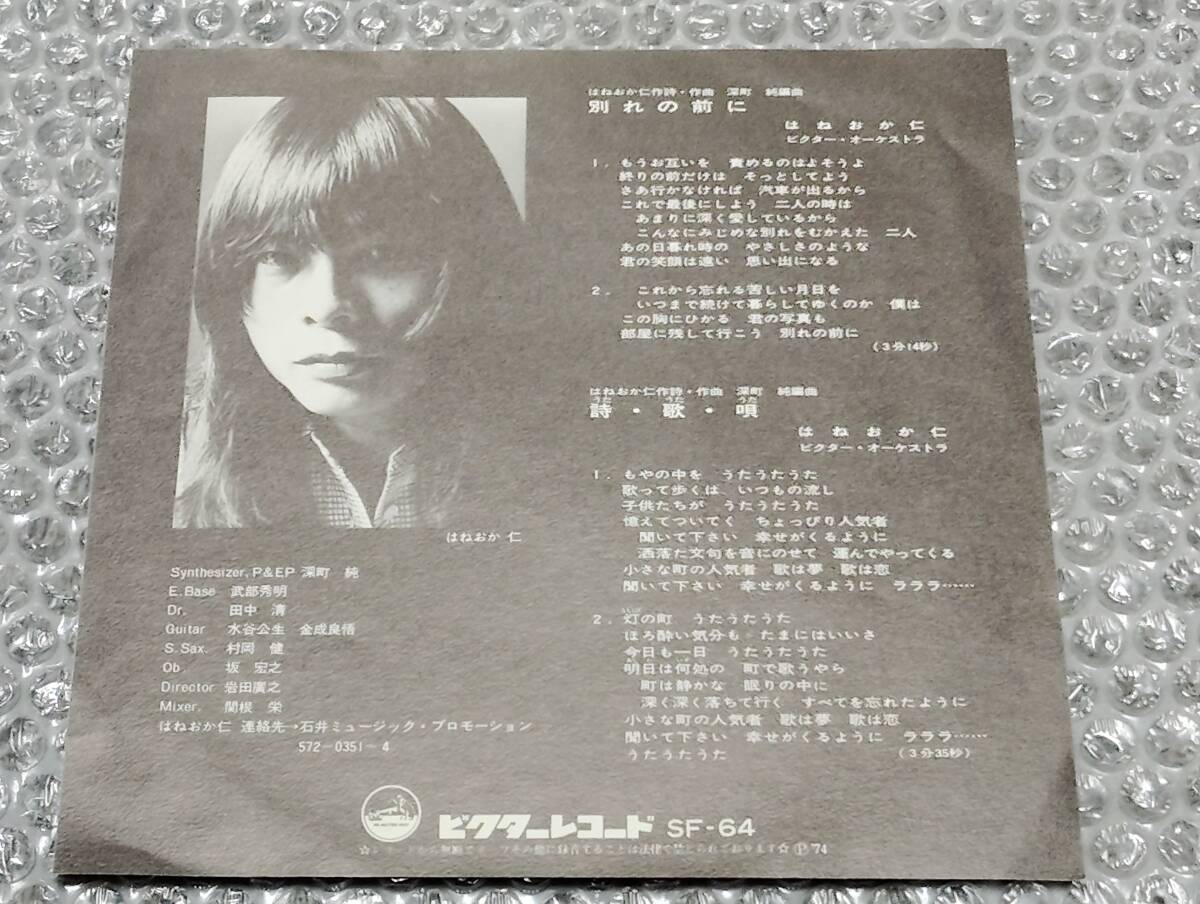 はねおか仁作詩・作曲　深町　純編曲
別れの前に
はねおか仁
ビクター・オーケストラ
1. もうお互いを　責めるのはよそうよ
終りの前だけは　そっとしてよう
さあ行かなければ　汽車が出るから
これで最後にしよう　二人の時は
あまりに深く愛しているから
こんなにみじめな別れをむかえた　二人
あの日暮れ時の　やさしさのような
君の笑顔は遠い　思い出になる
2. これから忘れる苦しい月日を
いつまで続けて暮らしてゆくのか　僕は
この胸にひかる　君の写真も
部屋に残して行こう　別れの前に
(3分14秒)
はねおか仁作詩・作曲　深町　純編曲
詩・歌・唄
うた　うた　うた
はねおか仁
ビクター・オーケストラ
1. もやの中を　うたうたうた
歌って歩くは　いつもの流し
子供たちが　うたうたうた
憶えてついてく　ちょっぴり人気者
聞いて下さい　幸せがくるように
洒落た文句を音にのせて　運んでやってくる
小さな町の人気者　歌は夢　歌は恋
聞いて下さい　幸せがくるように　ラララ……
2. 灯の町　うたうたうた
ほろ酔い気分も　たまにはいいさ
今日も一日　うたうたうた
明日は何処の　町で歌うやら
町は静かな　眠りの中に
深く深く落ちて行く　すべてを忘れたように
小さな町の人気者　歌は夢　歌は恋
聞いて下さい　幸せがくるように　ラララ……
うたうたうた
(3分35秒)
はねおか 仁
Synthesizer, P&EP 深町　純
E. Base 武部秀明
Dr. 田中　清
Guitar 水谷公生　金成良悟
S. Sax. 村岡　健
Ob. 坂　宏之
Director 岩田廣之
Mixer. 関根　栄
はねおか仁 連絡先→石井ミュージック・プロモーション
572-0351-4
ビクターレコード SF-64
することは法律で禁じられております☆ Ⓟ'74